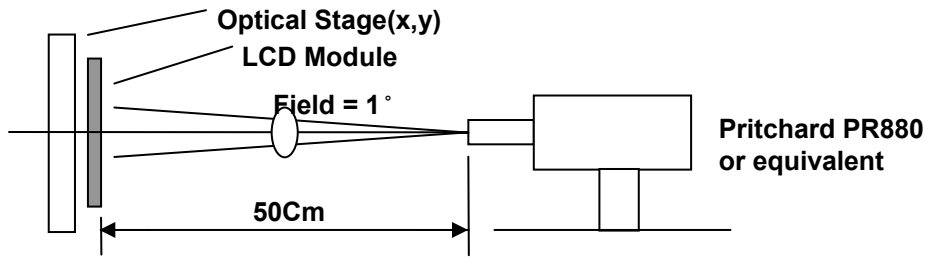 Optical Stage(x,y)
LCD Module
Field = 1˚
Pritchard PR880
or equivalent
50Cm